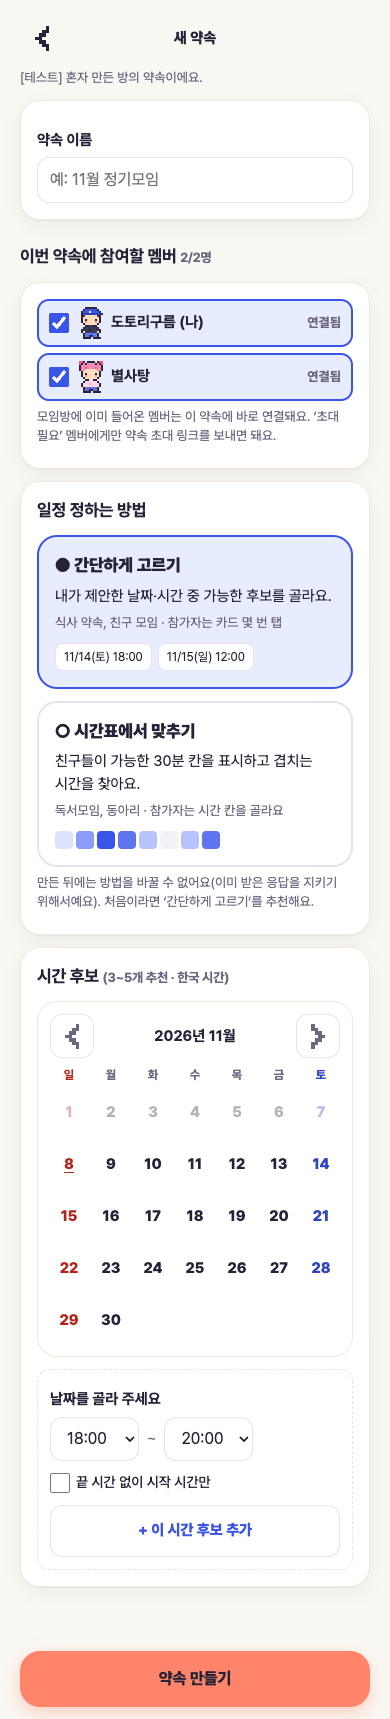 새 약속
[테스트] 혼자 만든 방의 약속이에요.
약속 이름
예: 11월 정기모임
이번 약속에 참여할 멤버 2/2명
도토리구름 (나) 연결됨
별사탕 연결됨
모임방에 이미 들어온 멤버는 이 약속에 바로 연결돼요. ‘초대
필요’ 멤버에게만 약속 초대 링크를 보내면 돼요.
일정 정하는 방법
간단하게 고르기
내가 제안한 날짜·시간 중 가능한 후보를 골라요.
식사 약속, 친구 모임 · 참가자는 카드 몇 번 탭
11/14(토) 18:00 11/15(일) 12:00
시간표에서 맞추기
친구들이 가능한 30분 칸을 표시하고 겹치는
시간을 찾아요.
독서모임, 동아리 · 참가자는 시간 칸을 골라요
만든 뒤에는 방법을 바꿀 수 없어요(이미 받은 응답을 지키기
위해서예요). 처음이라면 ‘간단하게 고르기’를 추천해요.
시간 후보 (3~5개 추천 · 한국 시간)
2026년 11월
일 월 화 수 목 금 토
1 2 3 4 5 6 7
8 9 10 11 12 13 14
15 16 17 18 19 20 21
22 23 24 25 26 27 28
29 30
날짜를 골라 주세요
18:00 ~ 20:00
끝 시간 없이 시작 시간만
+ 이 시간 후보 추가
약속 만들기